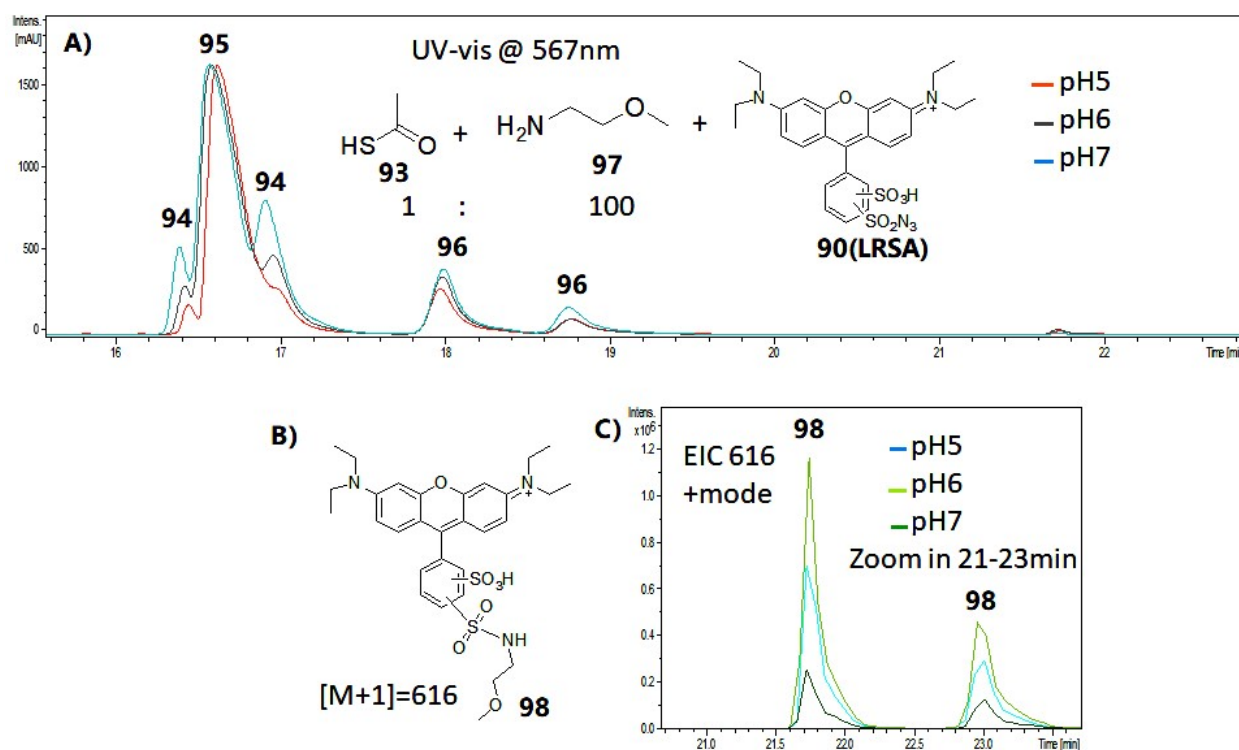 A)
Intens.
[mAU]
1500
1000
500
0
95
94
94
96
96
UV-vis @ 567nm
HS
O
93
+
H₂N
O
97
+
1 : 100
N
O
N
+
SO₃H
SO₂N₃
90(LRSA)
pH5
pH6
pH7
16 17 18 19 20 21 22 Time [min
B)
N
O
N
+
SO₃H
O
S
O
NH
O
[M+1]=616
98
C)
Intens.
x10⁶
1.2
1.0
0.8
0.6
0.4
0.2
0.0
EIC 616
+mode
98
pH5
pH6
pH7
Zoom in 21-23min
98
21.0 21.5 22.0 22.5 23.0 Time [min]